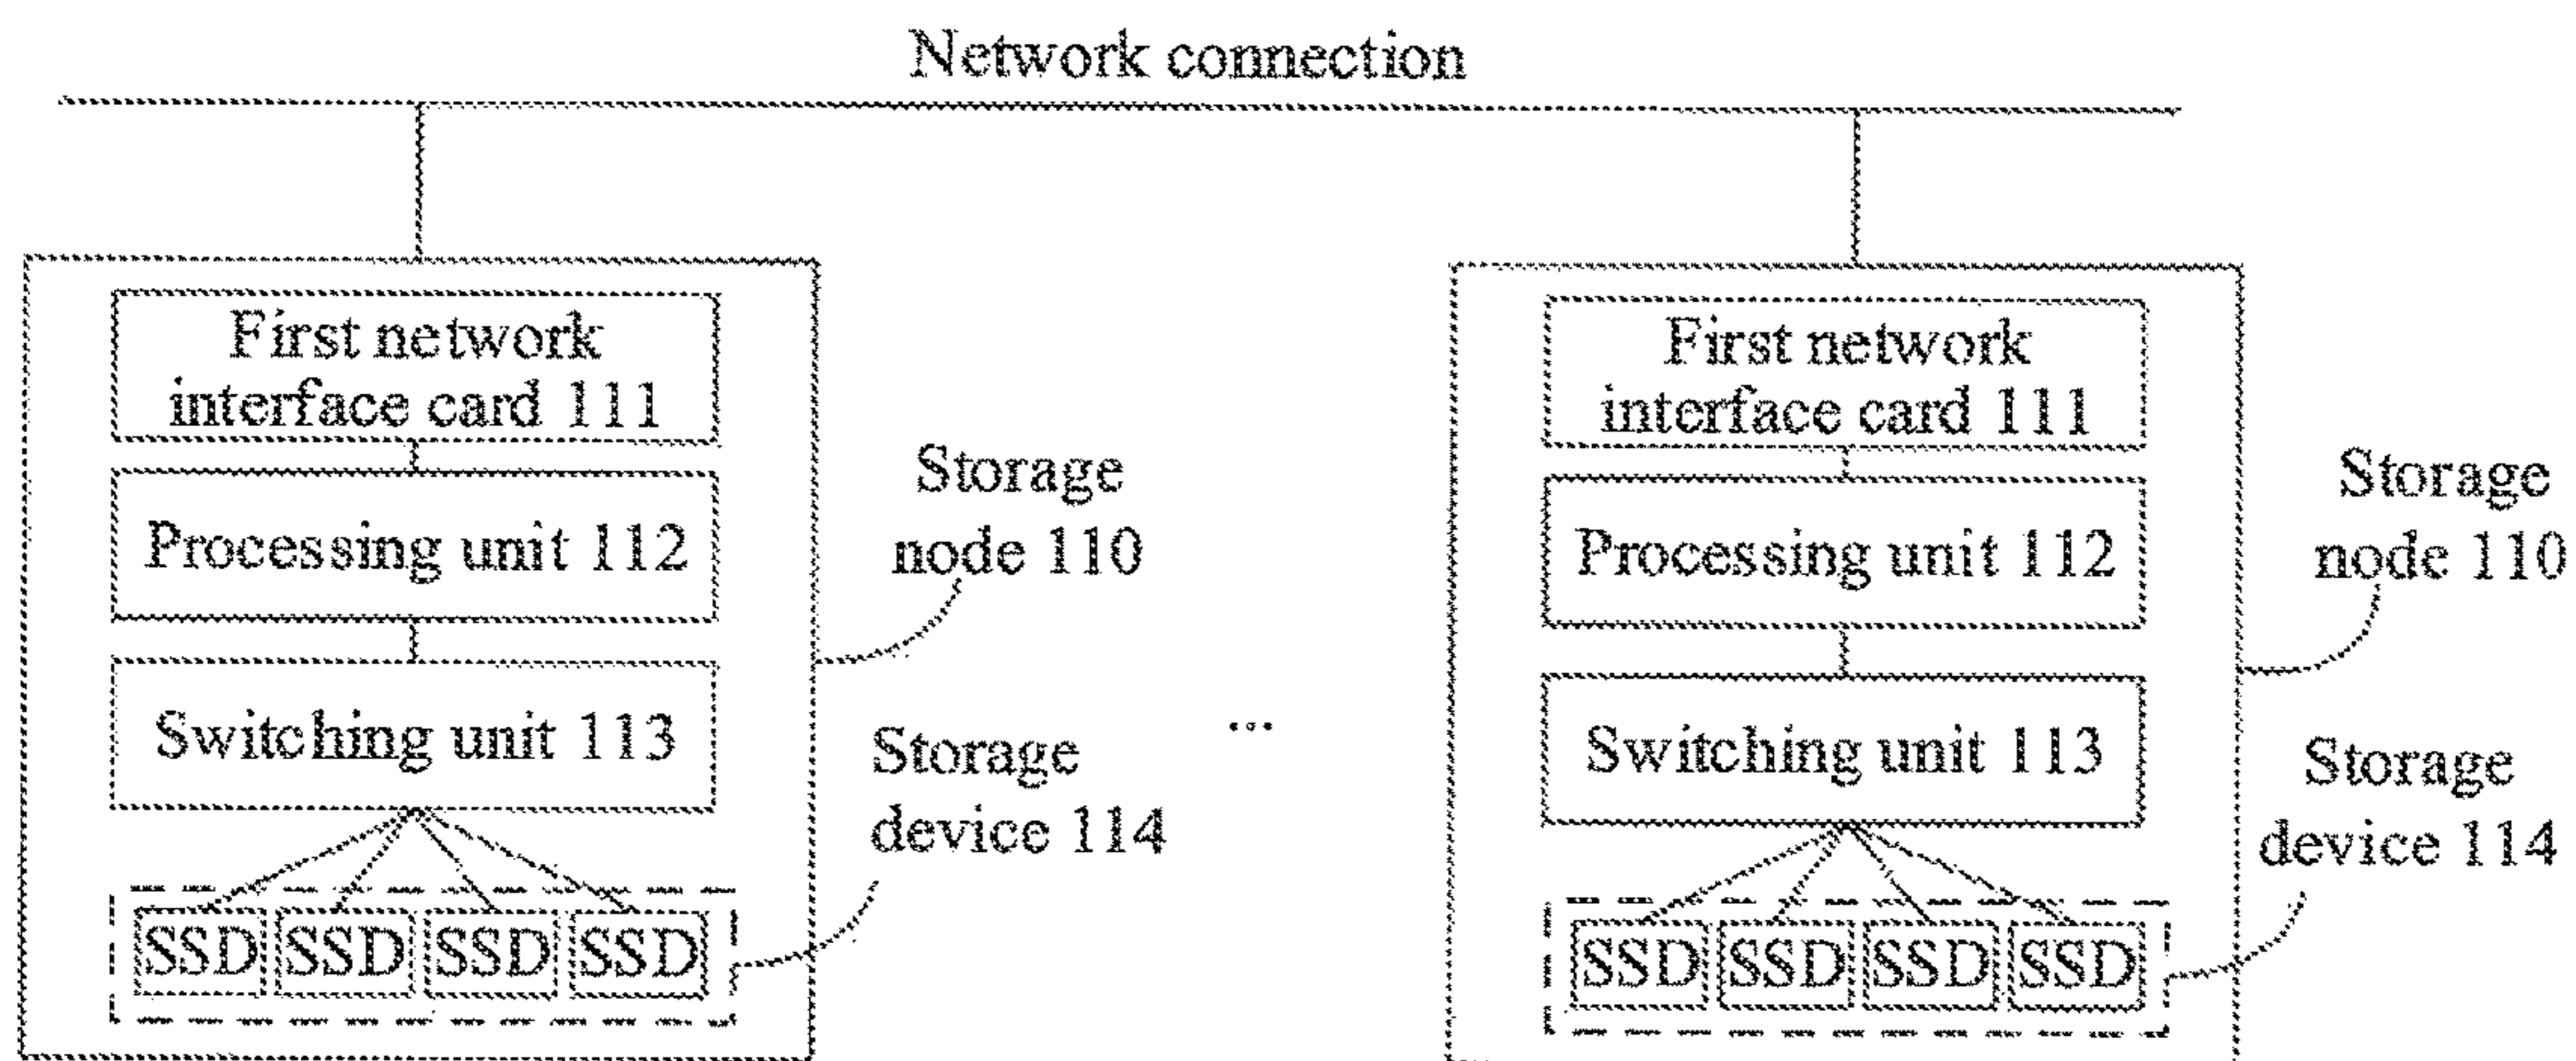 Network connection
First network
interface card 111
Processing unit 112
Switching unit 113
SSD SSD SSD SSD
Storage
node 110
Storage
device 114
...
First network
interface card 111
Processing unit 112
Switching unit 113
SSD SSD SSD SSD
Storage
node 110
Storage
device 114